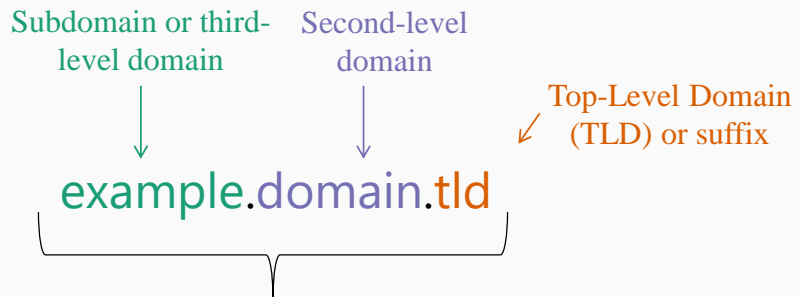 Subdomain or third-
level domain
Second-level
domain
Top-Level Domain
(TLD) or suffix
example.domain.tld